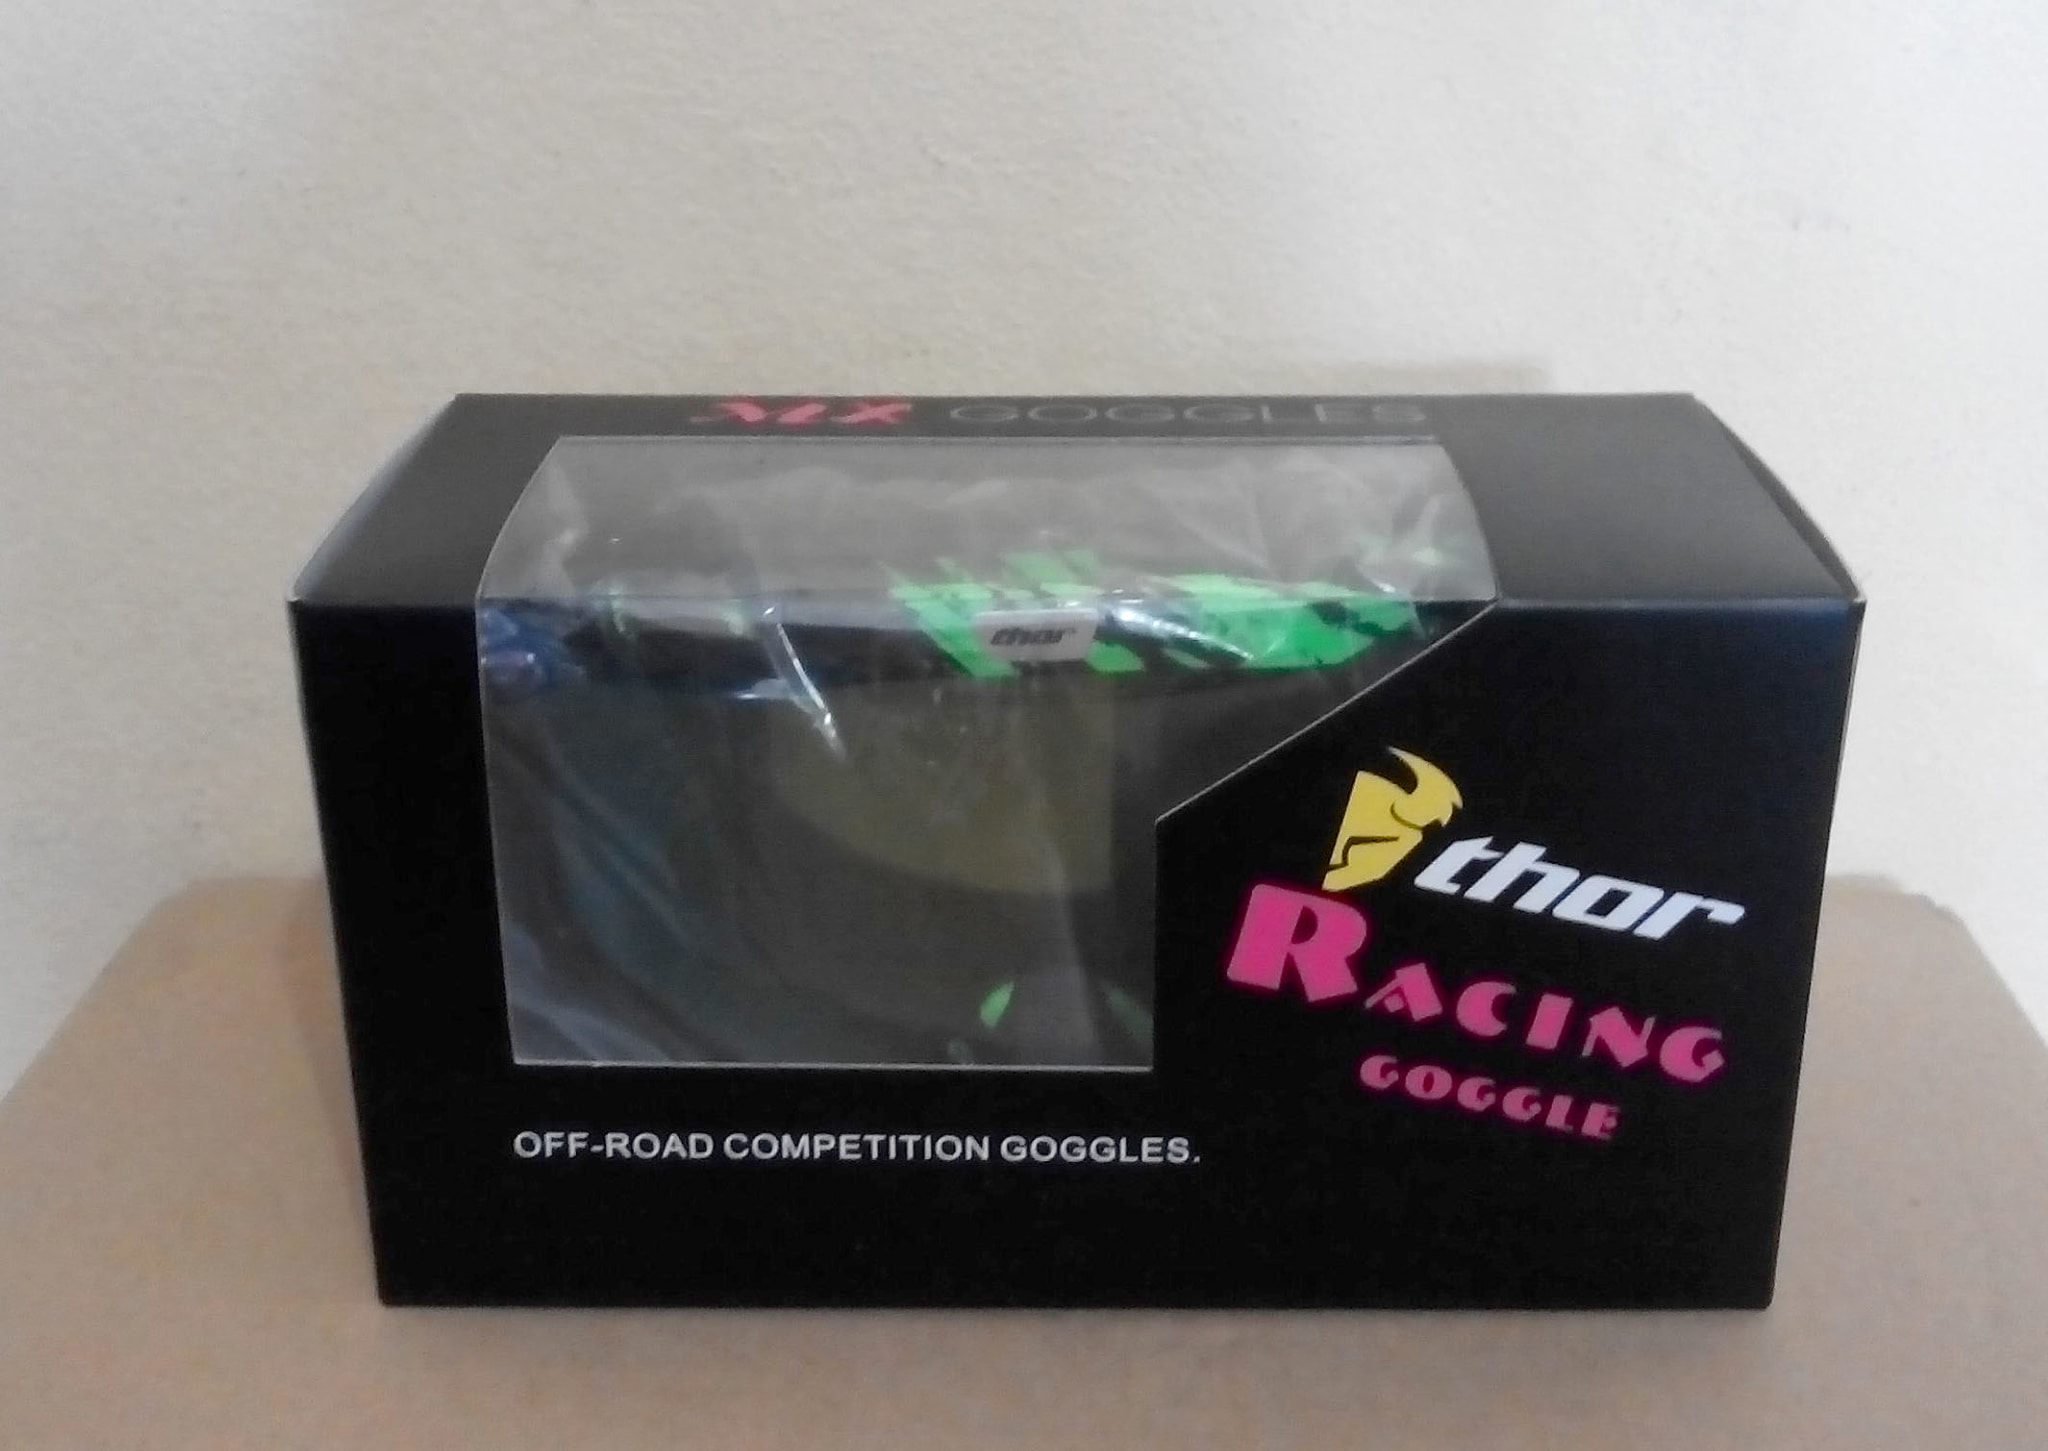 MX GOGGLES
thor
thor
RACING
GOGGLE
OFF-ROAD COMPETITION GOGGLES.